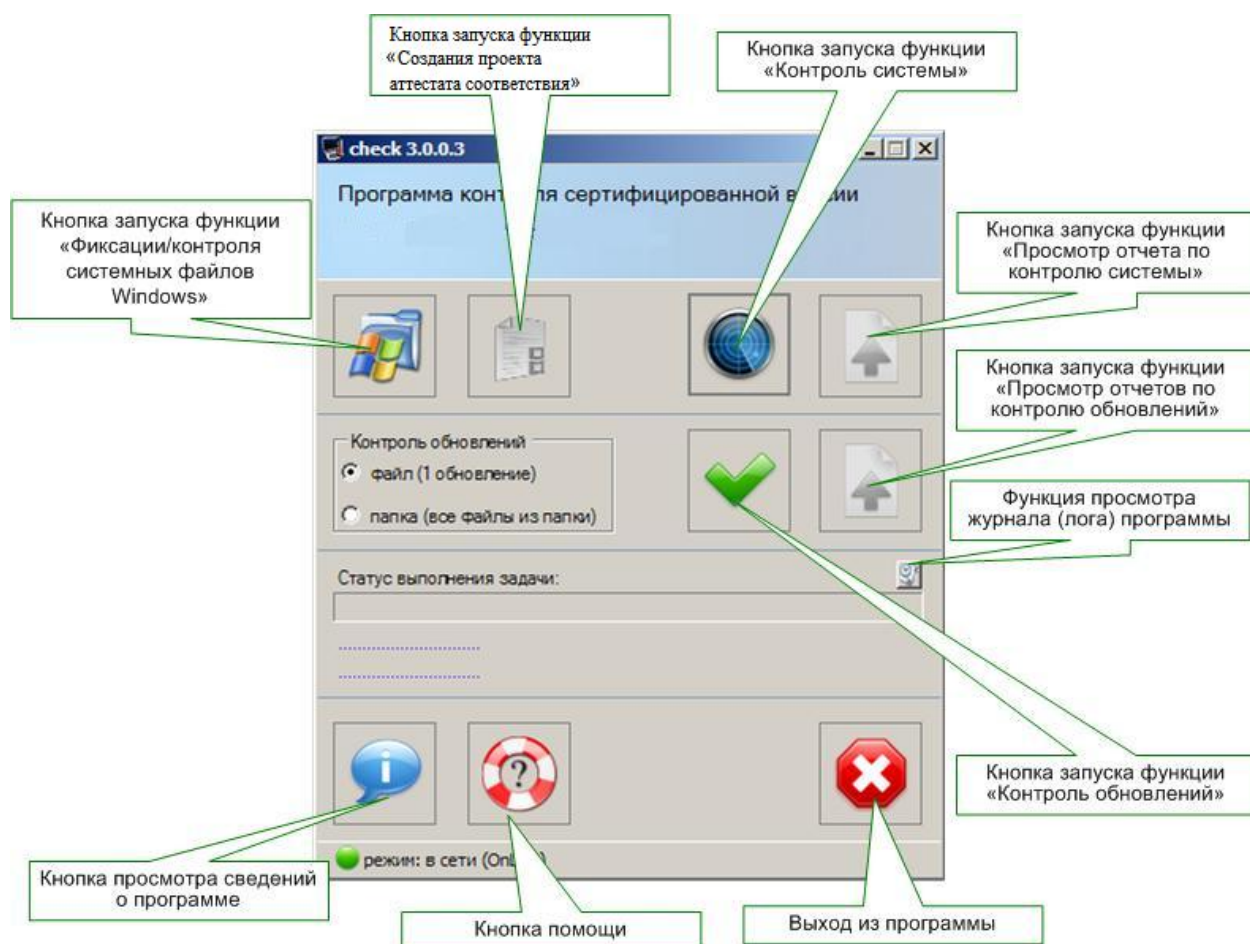 Кнопка запуска функции
«Создания проекта
аттестата соответствия»
Кнопка запуска функции
«Контроль системы»
check 3.0.0.3
Программа сертифицированной
Кнопка запуска функции
«Фиксации/контроля
системных файлов
Windows»
Кнопка запуска функции
«Просмотр отчета по
контролю системы»
Кнопка запуска функции
«Просмотр отчетов по
контролю обновлений»
Контроль обновлений
файл (1 обновление)
папка (все файлы из папки)
Функция просмотра
журнала (лога) программы
Статус выполнения задачи:
Кнопка запуска функции
«Контроль обновлений»
режим: в сети
Кнопка просмотра сведений
о программе
Кнопка помощи
Выход из программы